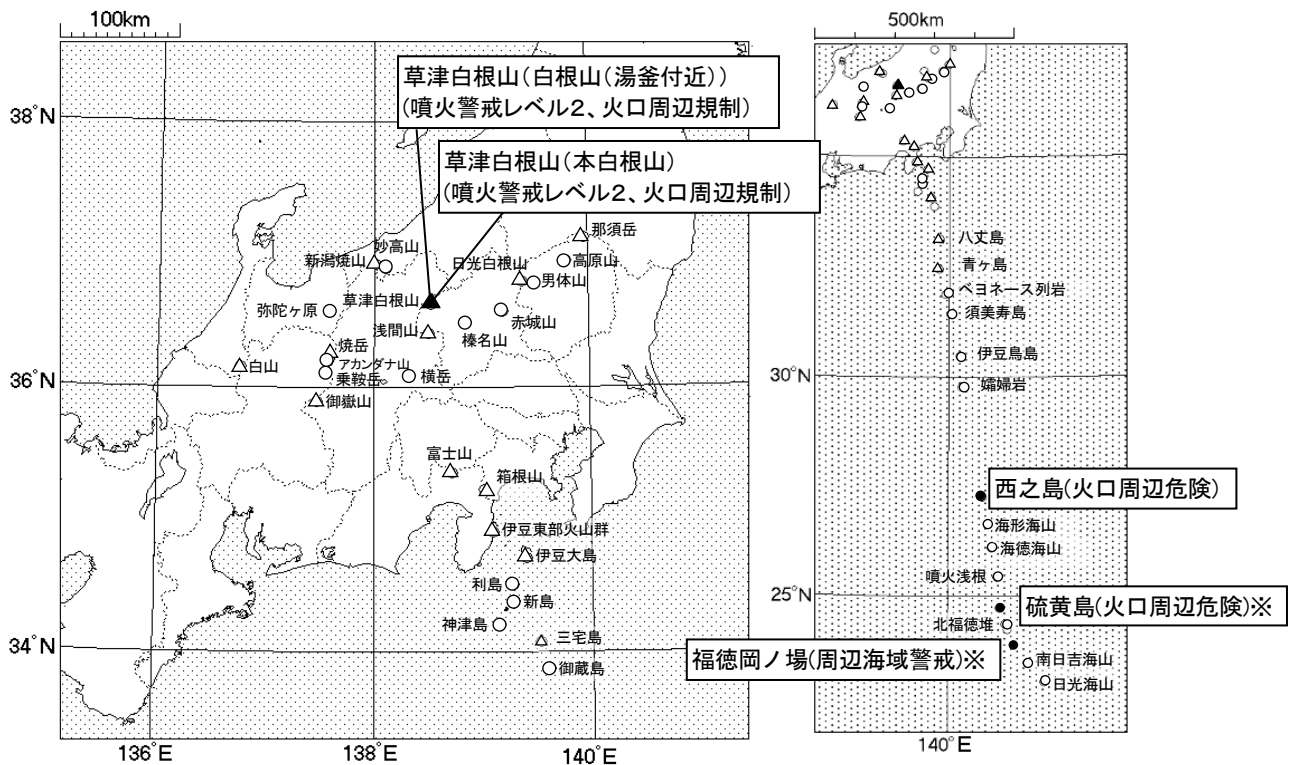 100km
500km
草津白根山(白根山(湯釜付近))
(噴火警戒レベル2、火口周辺規制)
38°N
草津白根山(本白根山)
(噴火警戒レベル2、火口周辺規制)
那須岳
妙高山
新潟焼山
日光白根山
高原山
男体山
草津白根山
弥陀ヶ原
赤城山
浅間山
榛名山
焼岳
アカンダナ山
白山
乗鞍岳
横岳
36°N
御嶽山
富士山
箱根山
伊豆東部火山群
伊豆大島
利島
新島
神津島
三宅島
34°N
御蔵島
136°E
138°E
140°E
八丈島
青ヶ島
ベヨネース列岩
須美寿島
伊豆鳥島
30°N
孀婦岩
西之島(火口周辺危険)
海形海山
海徳海山
噴火浅根
25°N
硫黄島(火口周辺危険)※
北福徳堆
福徳岡ノ場(周辺海域警戒)※
南日吉海山
日光海山
140°E